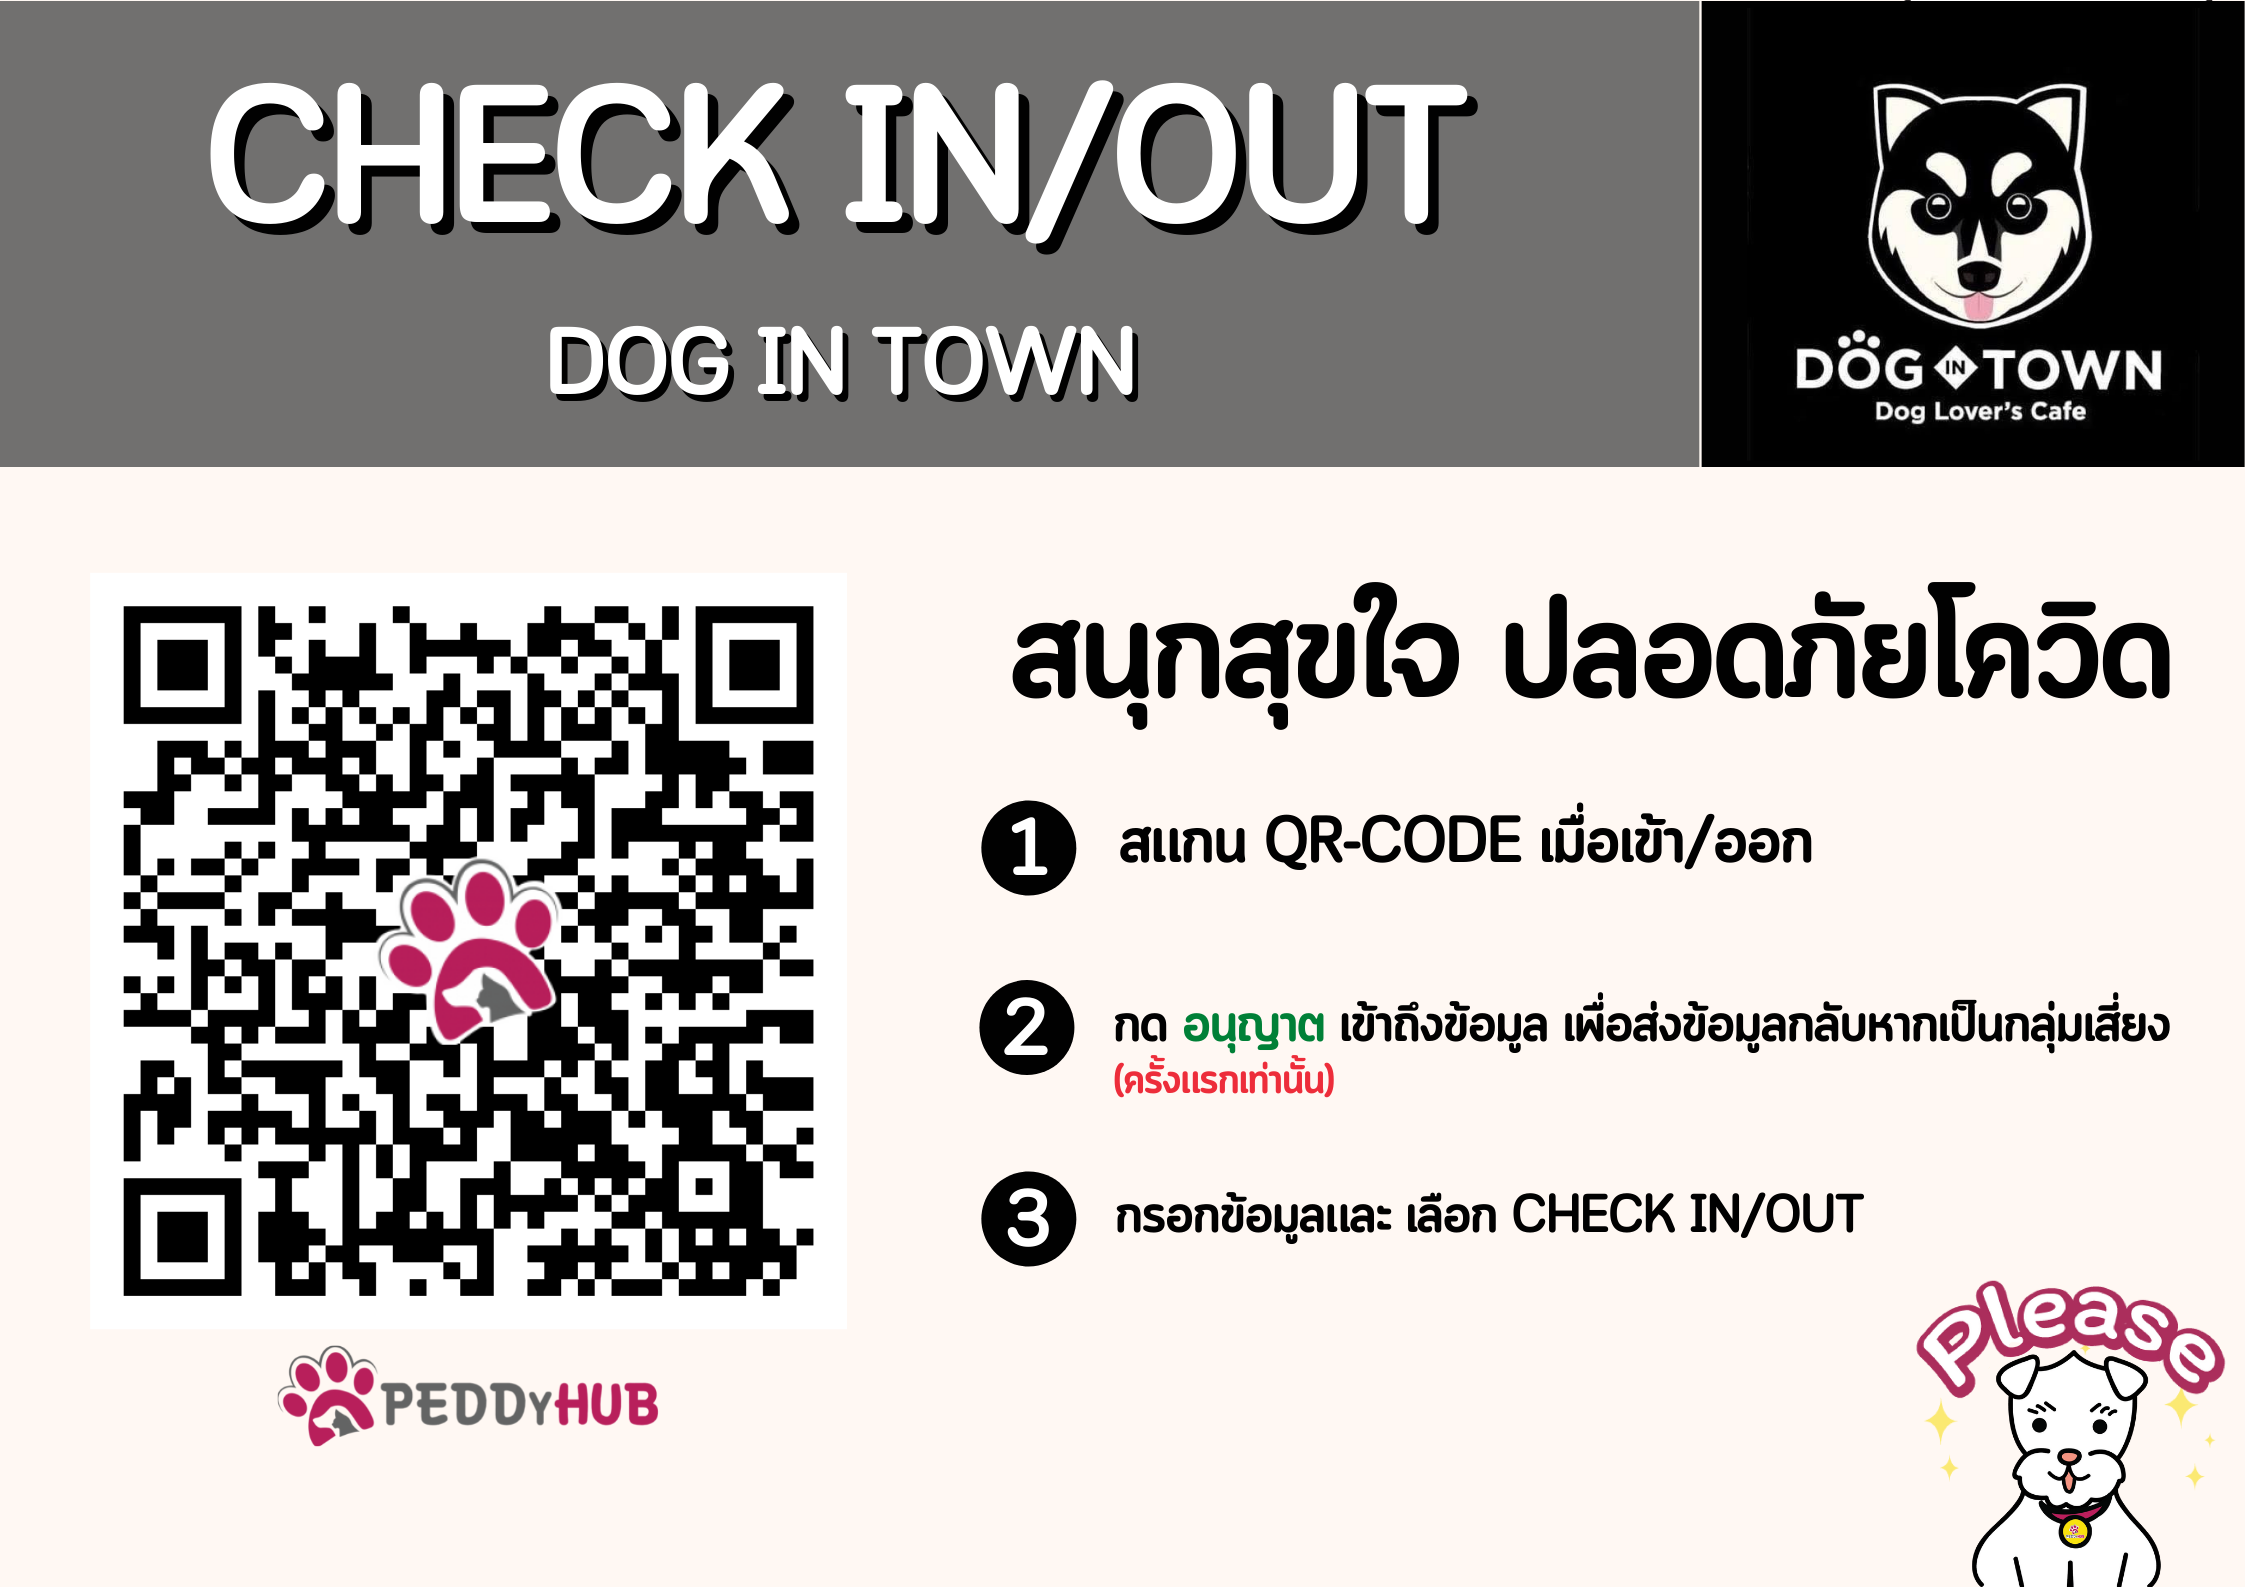 CHECK IN/OUT
DOG IN TOWN
DOG IN TOWN
Dog Lover's Cafe
สนุกสุขใจ ปลอดภัยโควิด
1 สแกน QR-CODE เมื่อเข้า/ออก
2 กด อนุญาต เข้าถึงข้อมูล เพื่อส่งข้อมูลกลับหากเป็นกลุ่มเสี่ยง
(ครั้งแรกเท่านั้น)
3 กรอกข้อมูลและ เลือก CHECK IN/OUT
PEDDyHUB
Please